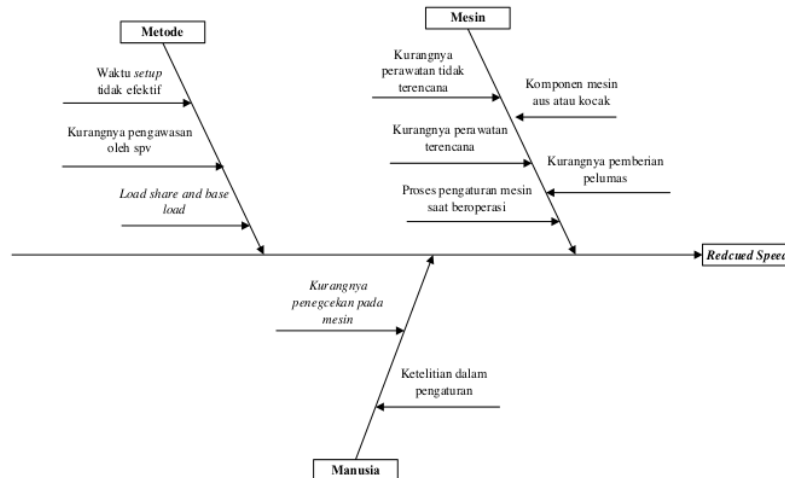 Metode
Waktu setup
tidak efektif
Kurangnya pengawasan
oleh spv
Load share and base
load
Mesin
Kurangnya
perawatan tidak
terencana
Komponen mesin
aus atau kocak
Kurangnya perawatan
terencana
Kurangnya pemberian
pelumas
Proses pengaturan mesin
saat beroperasi
Redcued Speed
Kurangnya
penegcekan pada
mesin
Ketelitian dalam
pengaturan
Manusia